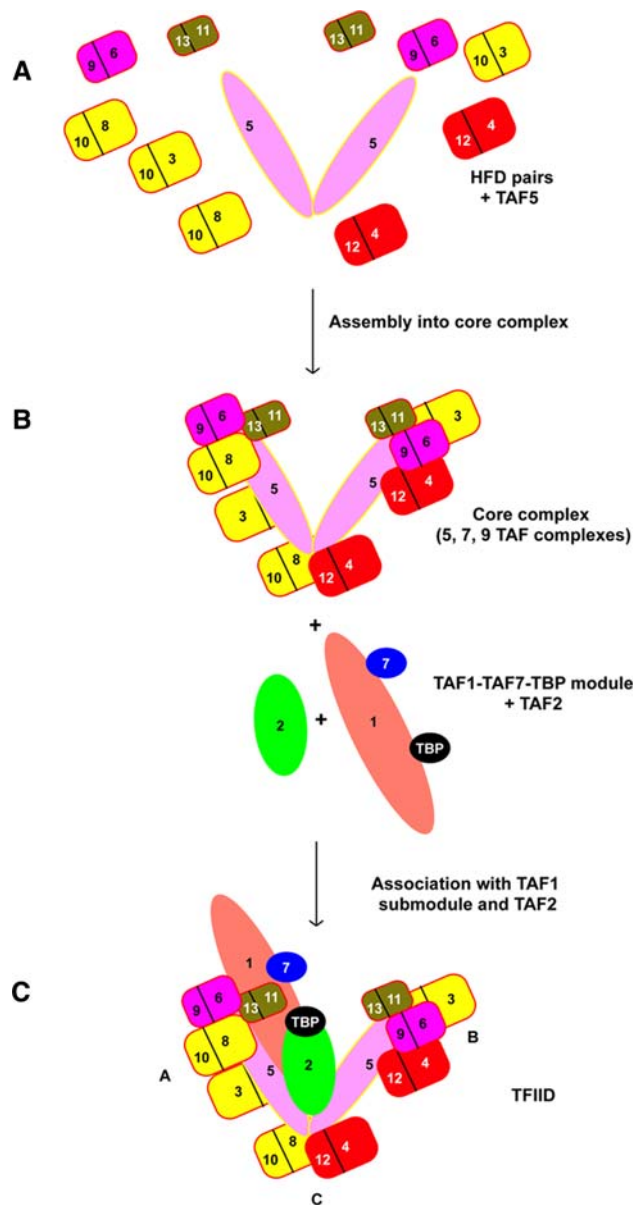 13 11
13 11
9 6
9 6
10 3
A
10 8
5
5
12 4
10 3
HFD pairs
+ TAF5
10 8
12 4
Assembly into core complex
B
9 6
13 11
13 11
3
10 8
9 6
5
5
12 4
3
Core complex
(5, 7, 9 TAF complexes)
10 8
12 4
+
7
TAF1-TAF7-TBP module
+ TAF2
2
+
1
TBP
Association with TAF1
submodule and TAF2
1
7
C
9 6
13 11
13 11
3
TBP
10 8
9 6
B
A
5
2
5
12 4
3
TFIID
10 8
12 4
C